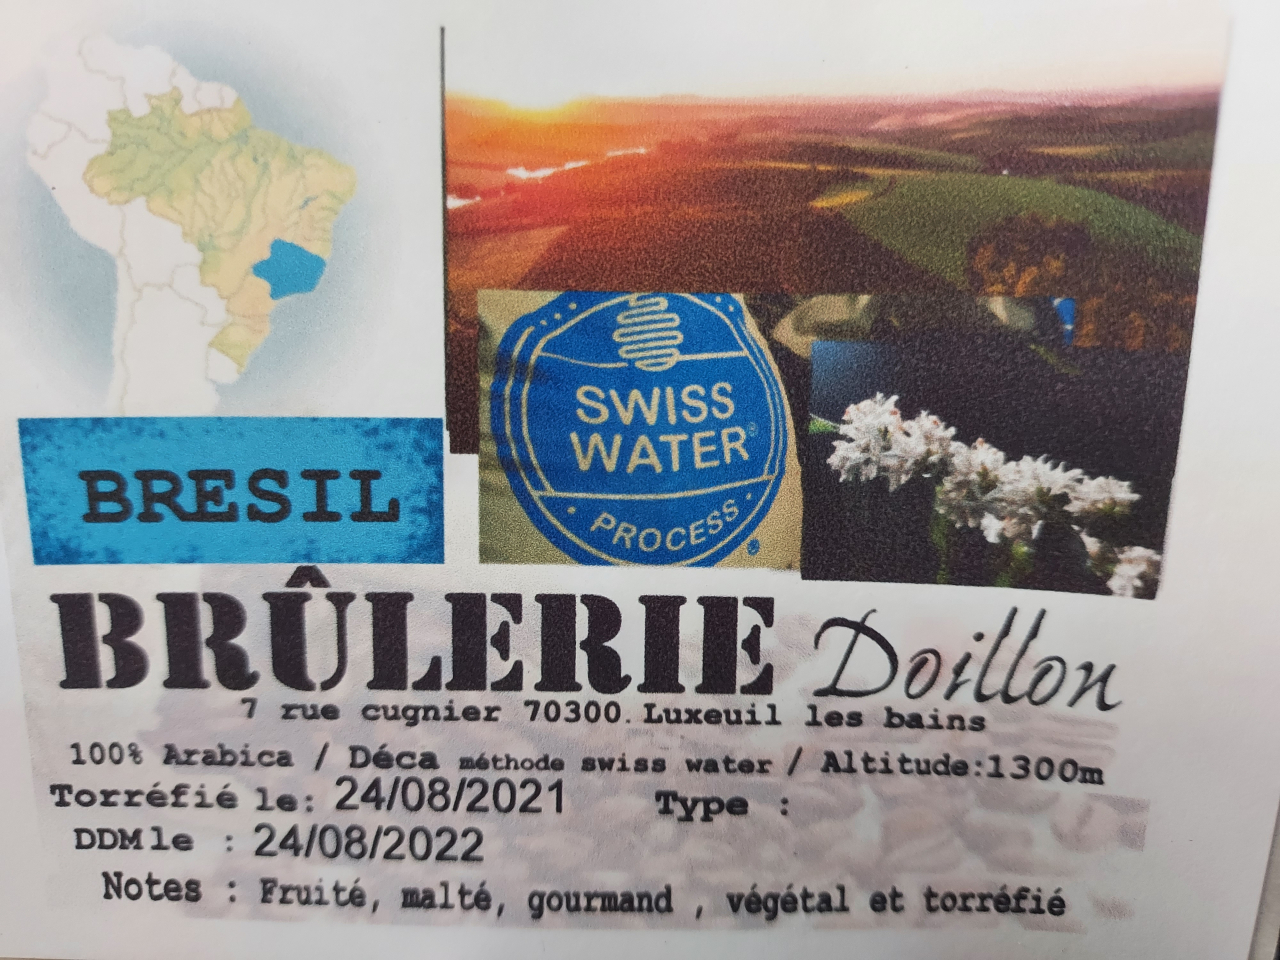 BRESIL
SWISS
WATER®
PROCESS
BRÛLERIE Doillon
7 rue cugnier 70300. Luxeuil les bains
100% Arabica / Déca méthode swiss water / Altitude:1300m
Torréfié le: 24/08/2021 Type :
DDM le : 24/08/2022
Notes : Fruité, malté, gourmand , végétal et torréfié